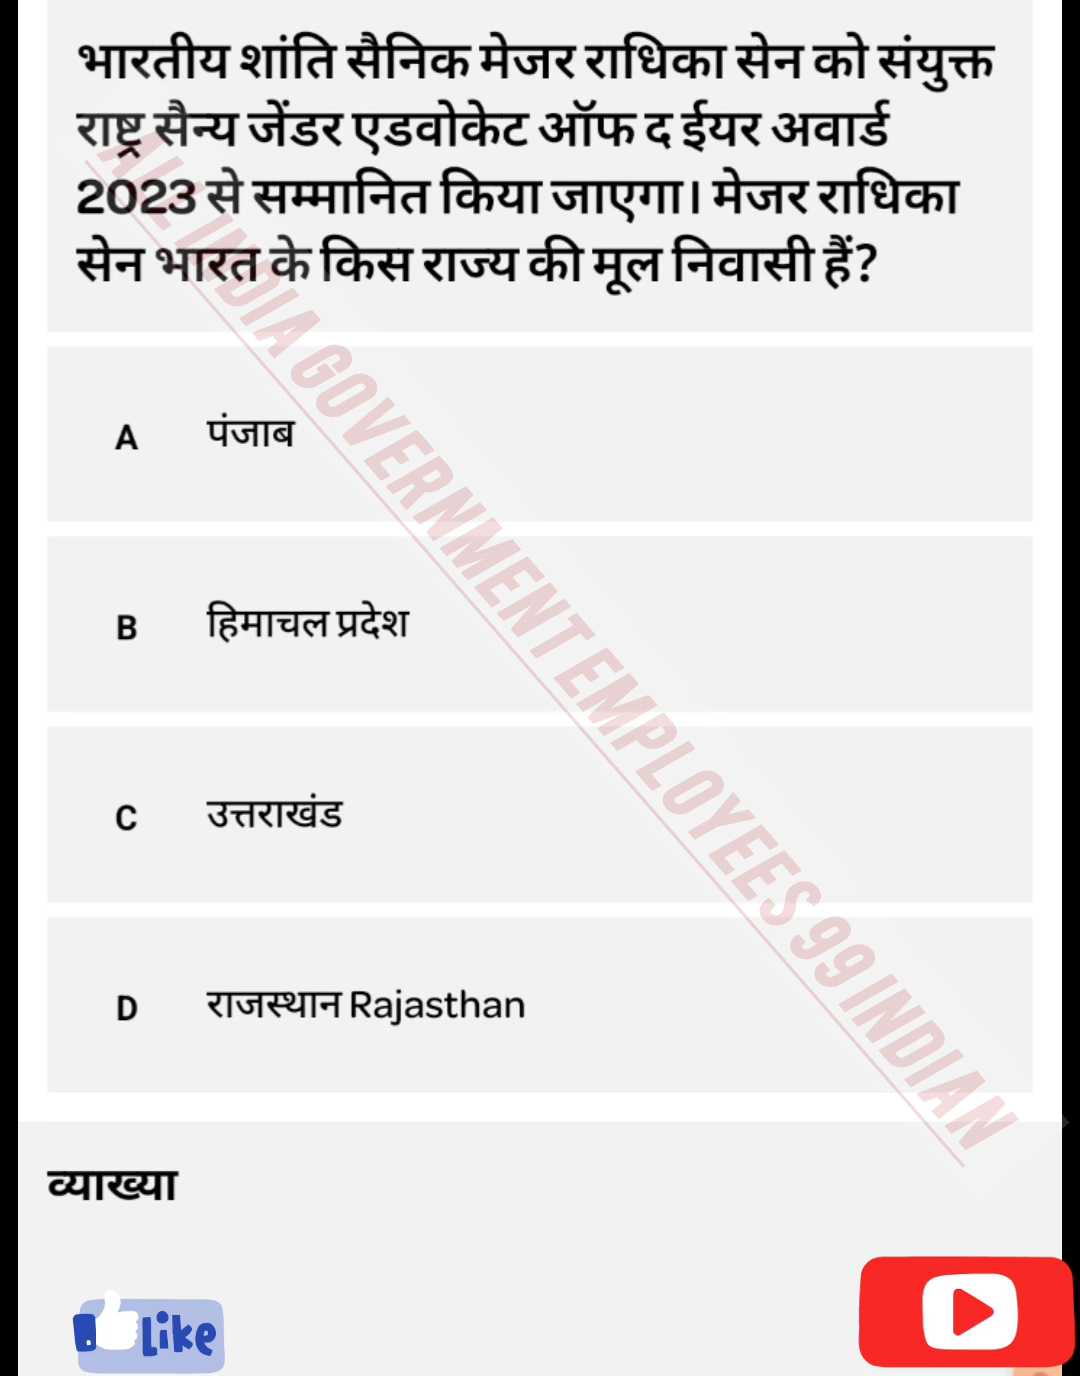 भारतीय शांति सैनिक मेजर राधिका सेन को संयुक्त
राष्ट्र सैन्य जेंडर एडवोकेट ऑफ द ईयर अवार्ड
2023 से सम्मानित किया जाएगा। मेजर राधिका
सेन भारत के किस राज्य की मूल निवासी हैं?
A पंजाब
B हिमाचल प्रदेश
C उत्तराखंड
D राजस्थान Rajasthan
ALL INDIA GOVERNMENT EMPLOYEES 99 INDIAN
व्याख्या
Like